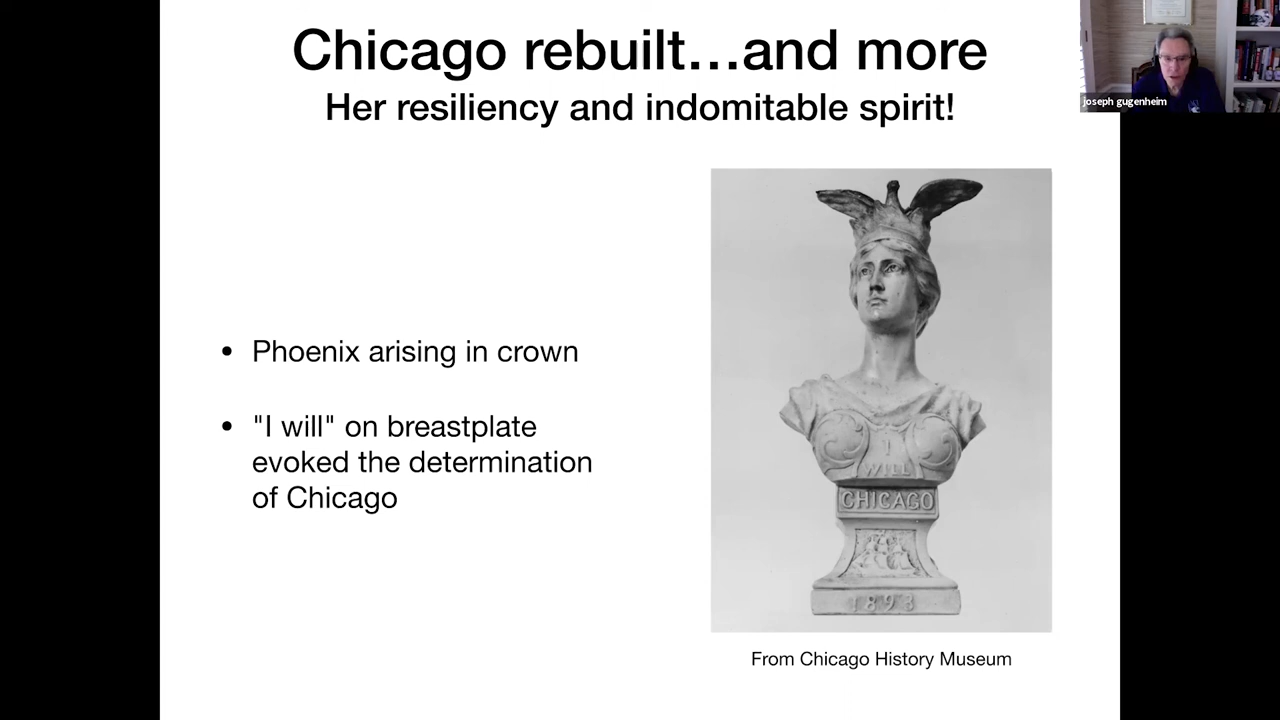 Chicago rebuilt…and more
Her resiliency and indomitable spirit!
joseph gugenheim
• Phoenix arising in crown
• "I will" on breastplate
evoked the determination
of Chicago
I
WILL
CHICAGO
1893
From Chicago History Museum